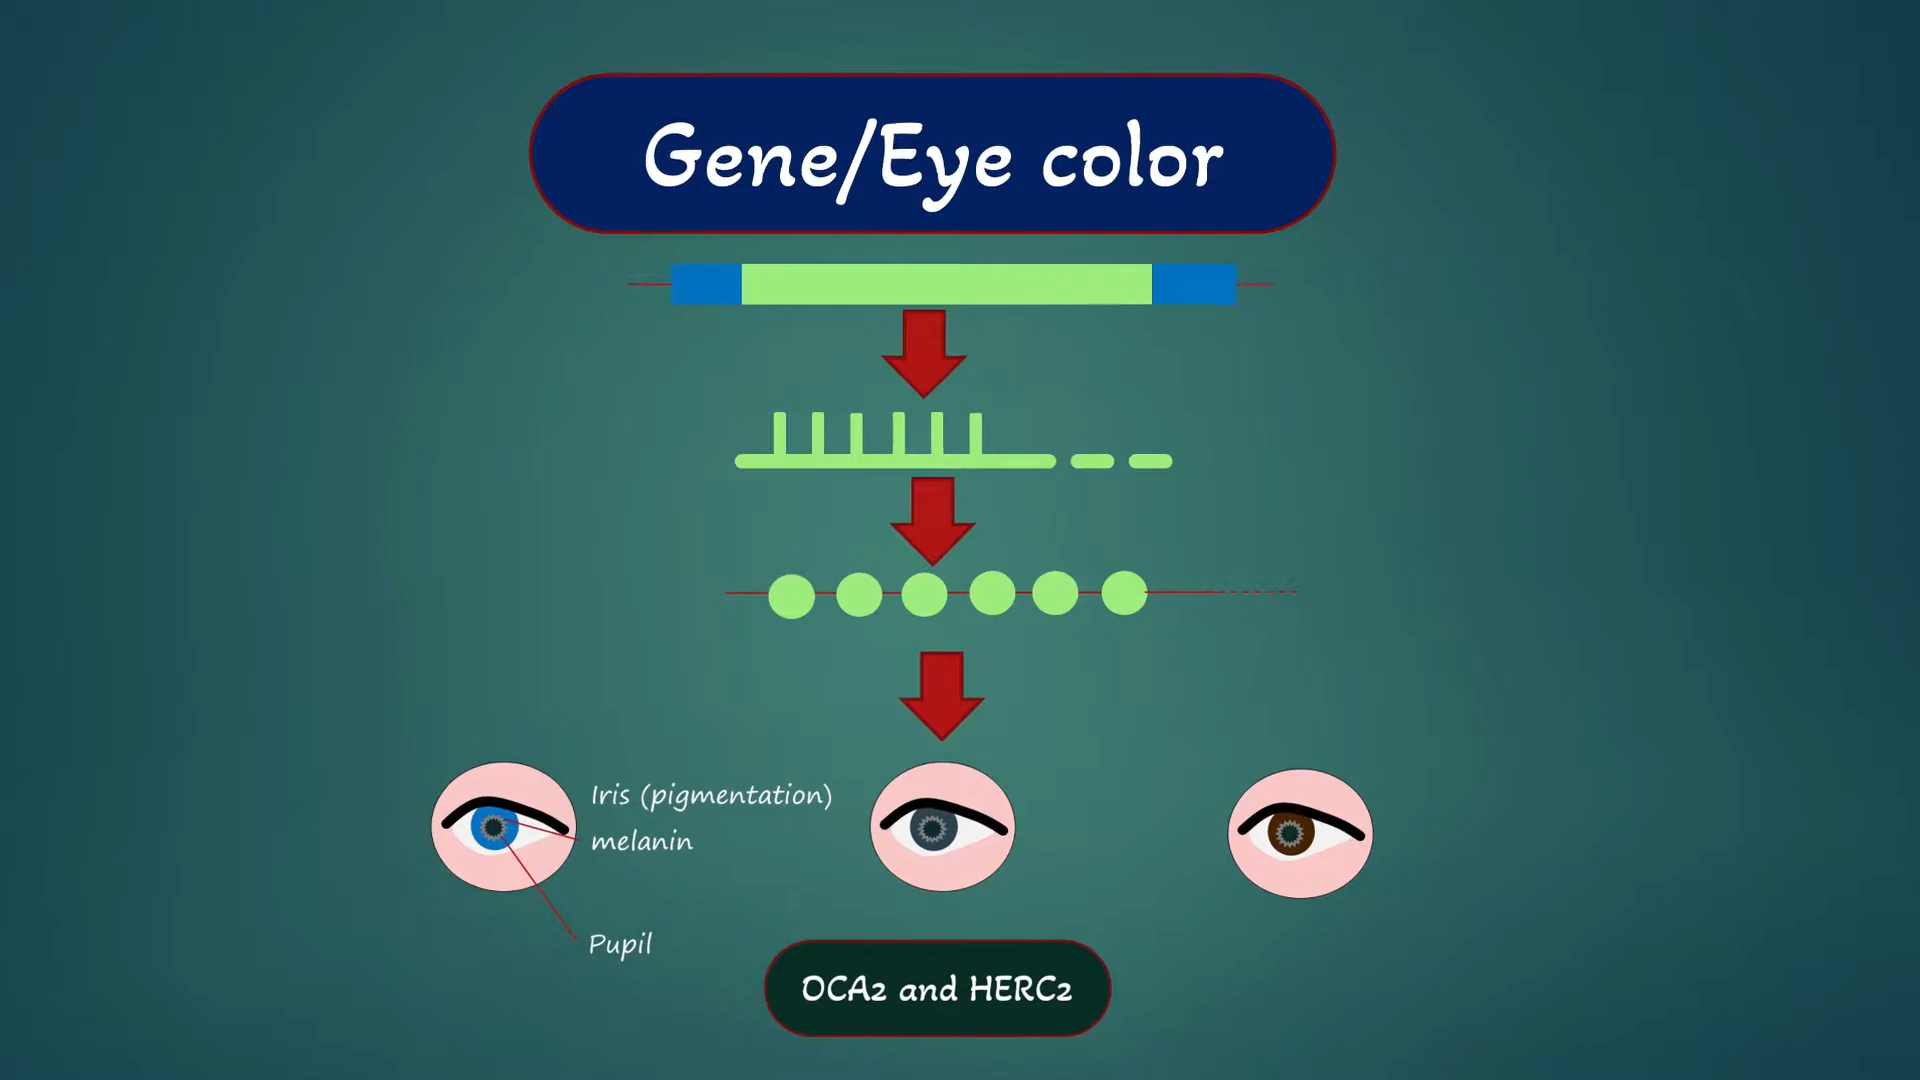 Gene/Eye color
Iris (pigmentation)
melanin
Pupil
OCA2 and HERC2